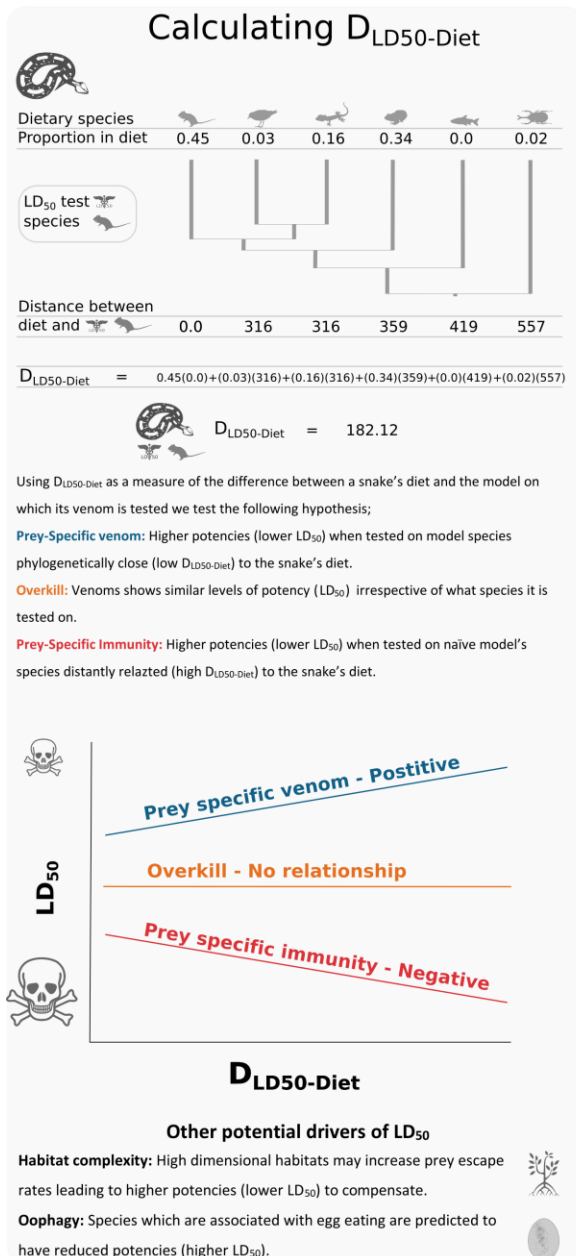 Calculating D LD50-Diet
Dietary species
Proportion in diet 0.45 0.03 0.16 0.34 0.0 0.02
LD50 test
species
Distance between
diet and 0.0 316 316 359 419 557
D LD50-Diet = 0.45(0.0)+(0.03)(316)+(0.16)(316)+(0.34)(359)+(0.0)(419)+(0.02)(557)
D LD50-Diet = 182.12
Using D LD50-Diet as a measure of the difference between a snake's diet and the model on
which its venom is tested we test the following hypothesis;
Prey-Specific venom: Higher potencies (lower LD50) when tested on model species
phylogenetically close (low D LD50-Diet) to the snake's diet.
Overkill: Venoms shows similar levels of potency (LD50) irrespective of what species it is
tested on.
Prey-Specific Immunity: Higher potencies (lower LD50) when tested on naïve model's
species distantly relazted (high D LD50-Diet) to the snake's diet.
Prey specific venom - Postitive
Overkill - No relationship
LD50
Prey specific immunity - Negative
D LD50-Diet
Other potential drivers of LD50
Habitat complexity: High dimensional habitats may increase prey escape
rates leading to higher potencies (lower LD50) to compensate.
Oophagy: Species which are associated with egg eating are predicted to
have reduced potencies (higher LD50).